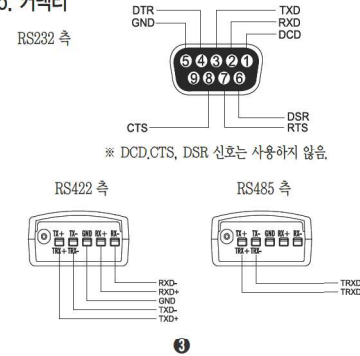 커넥터
RS232 측
DTR
GND
TXD
RXD
DCD
5 4 3 2 1
9 8 7 6
CTS
DSR
RTS
※ DCD,CTS, DSR 신호는 사용하지 않음.
RS422 측
TX+ TX- GND RX+ RX-
TRX+ TRX-
RXD-
RXD+
GND
TXD-
TXD+
RS485 측
TX+ TX- GND RX+ RX-
TRX+ TRX-
TRXD
TRXD
3